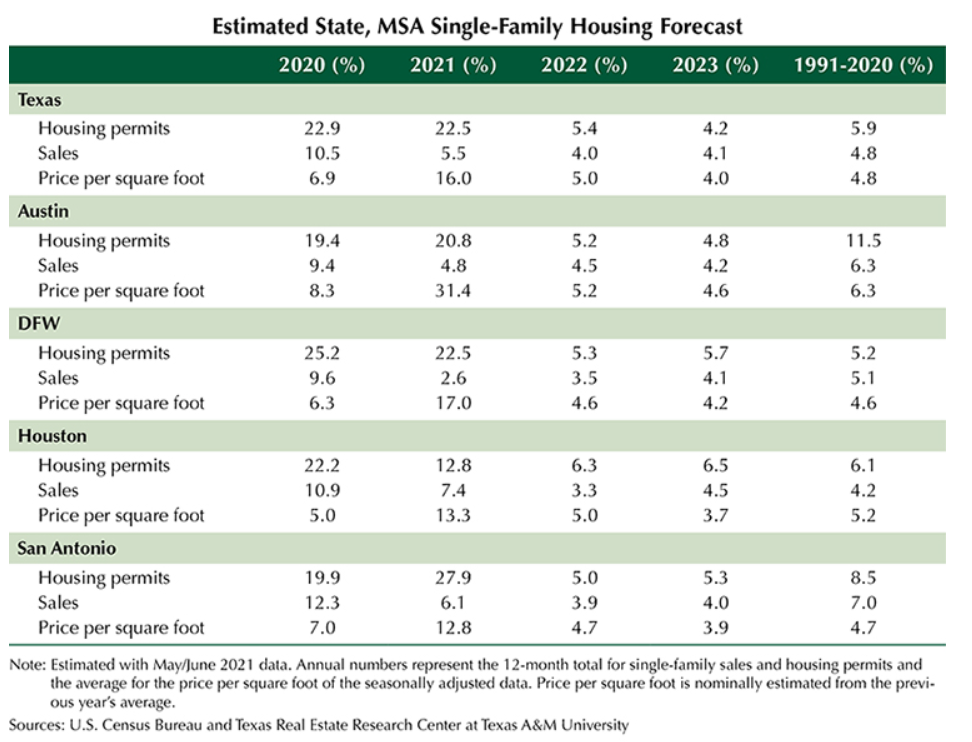 Estimated State, MSA Single-Family Housing Forecast
2020 (%) 2021 (%) 2022 (%) 2023 (%) 1991-2020 (%)
Texas
Housing permits 22.9 22.5 5.4 4.2 5.9
Sales 10.5 5.5 4.0 4.1 4.8
Price per square foot 6.9 16.0 5.0 4.0 4.8
Austin
Housing permits 19.4 20.8 5.2 4.8 11.5
Sales 9.4 4.8 4.5 4.2 6.3
Price per square foot 8.3 31.4 5.2 4.6 6.3
DFW
Housing permits 25.2 22.5 5.3 5.7 5.2
Sales 9.6 2.6 3.5 4.1 5.1
Price per square foot 6.3 17.0 4.6 4.2 4.6
Houston
Housing permits 22.2 12.8 6.3 6.5 6.1
Sales 10.9 7.4 3.3 4.5 4.2
Price per square foot 5.0 13.3 5.0 3.7 5.2
San Antonio
Housing permits 19.9 27.9 5.0 5.3 8.5
Sales 12.3 6.1 3.9 4.0 7.0
Price per square foot 7.0 12.8 4.7 3.9 4.7
Note: Estimated with May/June 2021 data. Annual numbers represent the 12-month total for single-family sales and housing permits and
the average for the price per square foot of the seasonally adjusted data. Price per square foot is nominally estimated from the previ-
ous year's average.
Sources: U.S. Census Bureau and Texas Real Estate Research Center at Texas A&M University